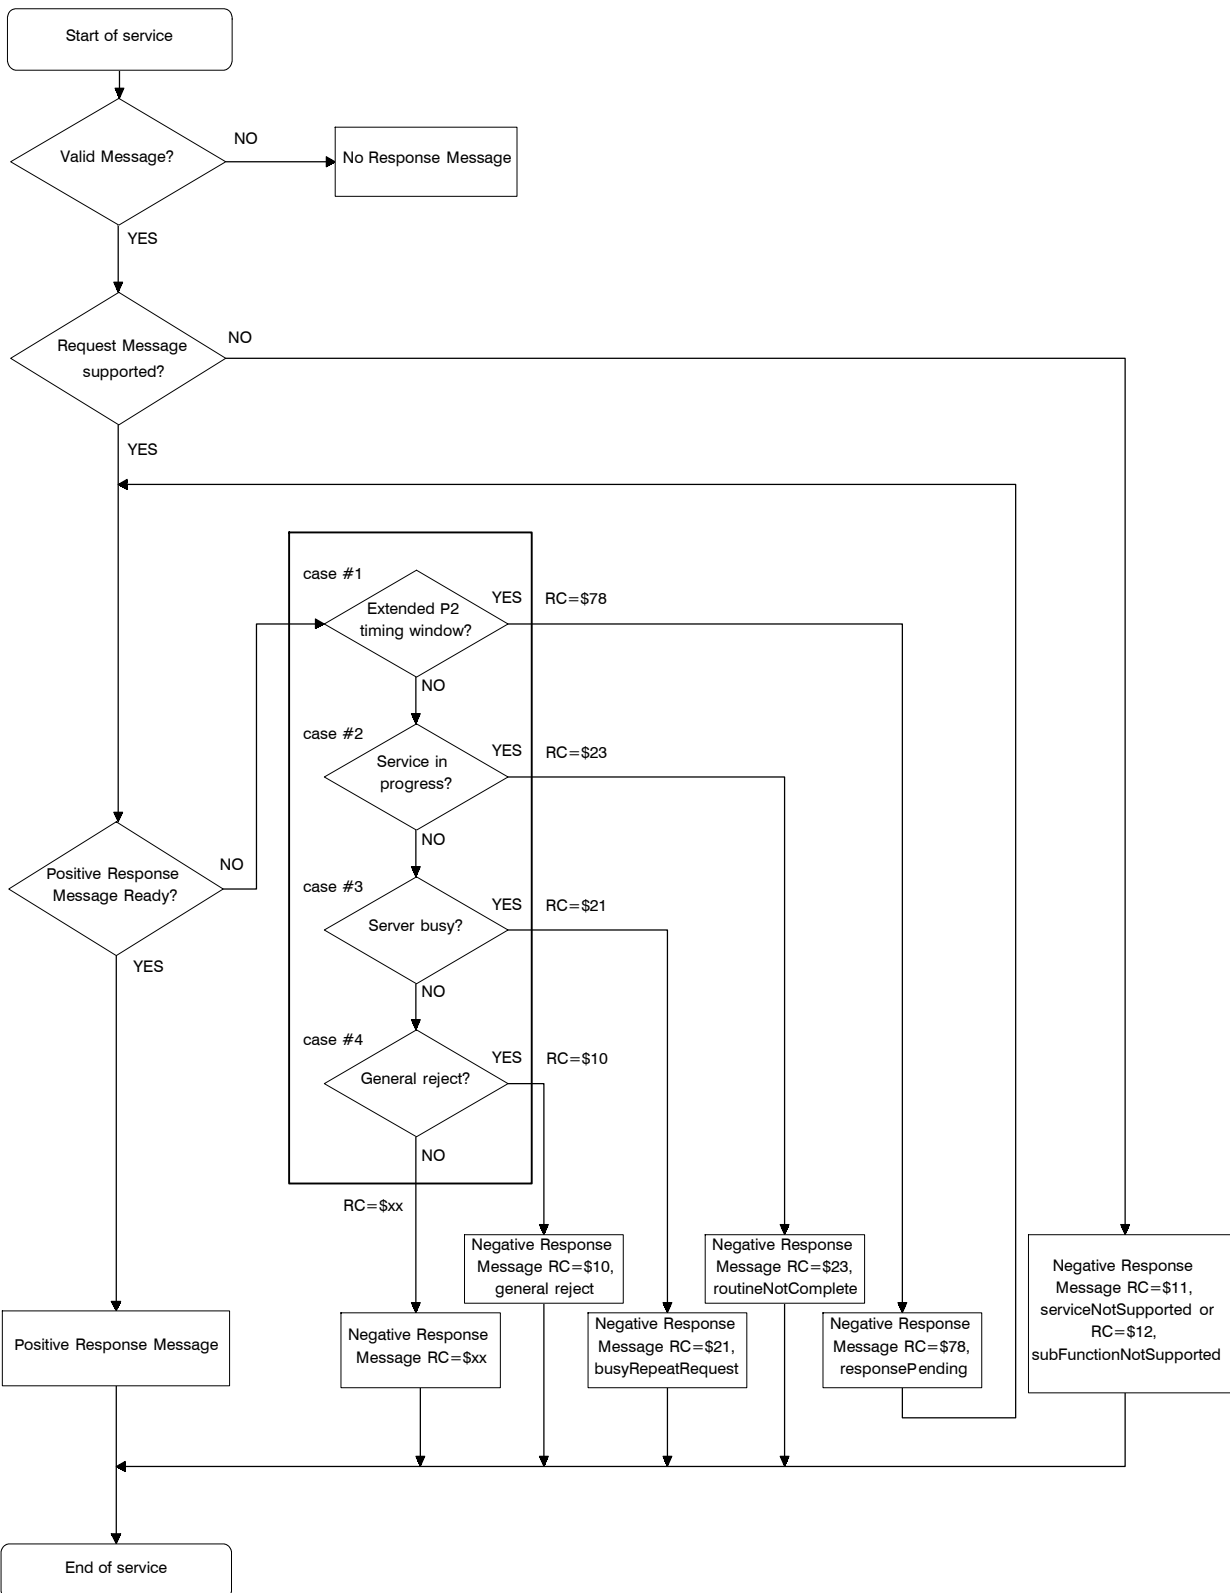 Start of service
Valid Message?
NO
No Response Message
YES
Request Message
supported?
NO
YES
case #1
Extended P2
timing window?
YES
RC=$78
NO
case #2
Service in
progress?
YES
RC=$23
NO
Positive Response
Message Ready?
NO
YES
case #3
Server busy?
YES
RC=$21
NO
case #4
General reject?
YES
RC=$10
NO
RC=$xx
Negative Response
Message RC=$10,
general reject
Negative Response
Message RC=$23,
routineNotComplete
Negative Response
Message RC=$11,
serviceNotSupported or
RC=$12,
subFunctionNotSupported
Positive Response Message
Negative Response
Message RC=$xx
Negative Response
Message RC=$21,
busyRepeatRequest
Negative Response
Message RC=$78,
responsePending
End of service